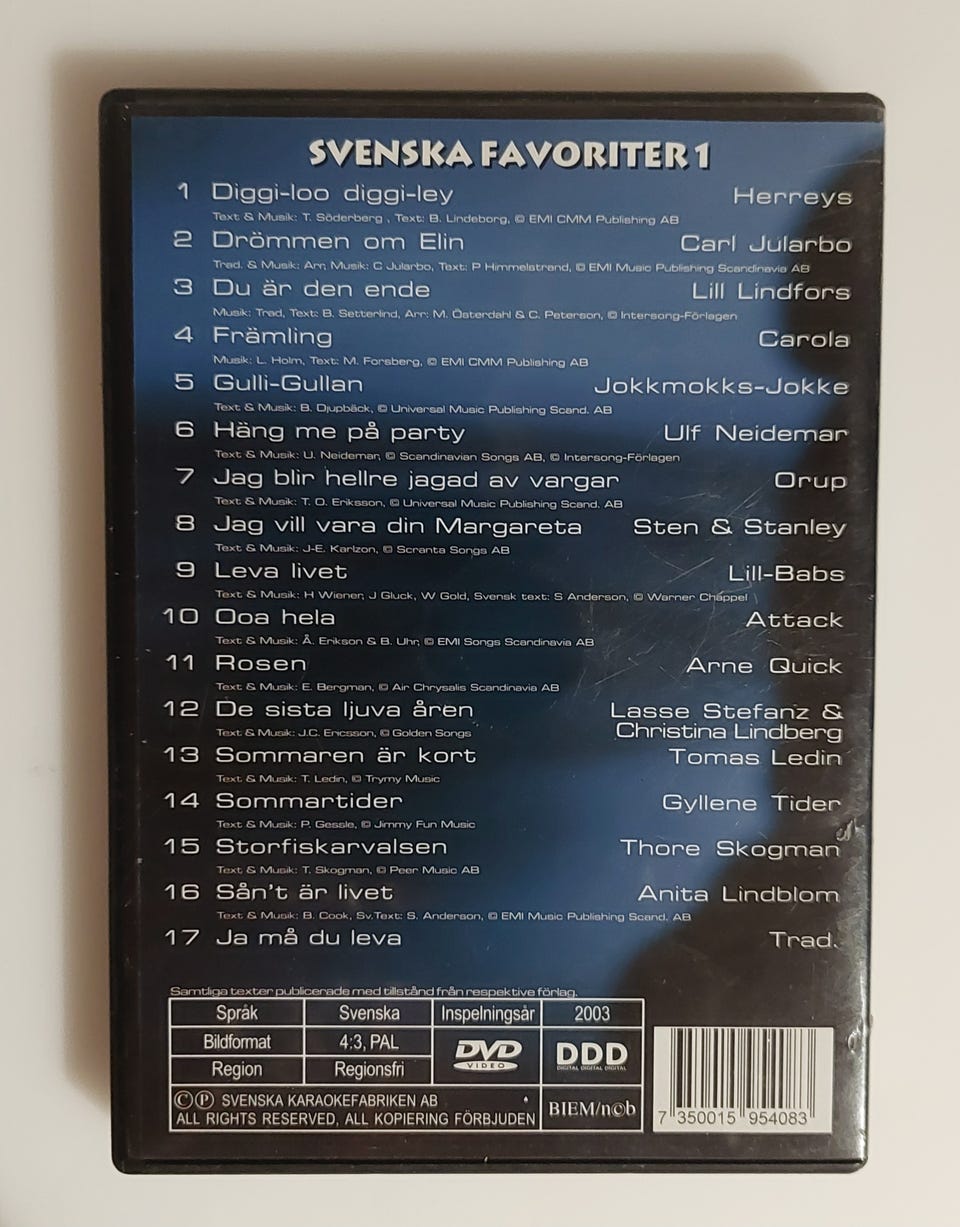 SVENSKA FAVORITER 1
1 Diggi-loo diggi-ley Herreys
Text & Musik: T. Söderberg , Text: B. Lindeborg, © EMI CMM Publishing AB
2 Drömmen om Elin Carl Jularbo
Trad. & Musik: Arr, Musik: C Jularbo, Text: P Himmelstrand, © EMI Music Publishing Scandinavia AB
3 Du är den ende Lill Lindfors
Musik: Trad, Text: B. Setterlind, Arr: M. Österdahl & C. Peterson, © Intersong-Förlagen
4 Främling Carola
Musik: L. Holm, Text: M. Forsberg, © EMI CMM Publishing AB
5 Gulli-Gullan Jokkmokks-Jokke
Text & Musik: B. Djupbäck, © Universal Music Publishing Scand. AB
6 Häng me på party Ulf Neidemar
Text & Musik: U. Neidemar, © Scandinavian Songs AB, © Intersong-Förlagen
7 Jag blir hellre jagad av vargar Orup
Text & Musik: T. O. Eriksson, © Universal Music Publishing Scand. AB
8 Jag vill vara din Margareta Sten & Stanley
Text & Musik: J-E. Karlzon, © Scranta Songs AB
9 Leva livet Lill-Babs
Text & Musik: H Wiener, J Gluck, W Gold, Svensk text: S Anderson, © Warner Chappel
10 Ooa hela Attack
Text & Musik: Å. Erikson & B. Uhr, © EMI Songs Scandinavia AB
11 Rosen Arne Quick
Text & Musik: E. Bergman, © Air Chrysalis Scandinavia AB
12 De sista ljuva åren Lasse Stefanz &
Christina Lindberg
Text & Musik: J.C. Ericsson, © Golden Songs
13 Sommaren är kort Tomas Ledin
Text & Musik: T. Ledin, © Trymy Music
14 Sommartider Gyllene Tider
Text & Musik: P. Gessle, © Jimmy Fun Music
15 Storfiskarvalsen Thore Skogman
Text & Musik: T. Skogman, © Peer Music AB
16 Sån't är livet Anita Lindblom
Text & Musik: B. Cook, Sv.Text: S. Anderson, © EMI Music Publishing Scand. AB
17 Ja må du leva Trad.
Samtliga texter publicerade med tillstånd från respektive förlag.
Språk Svenska Inspelningsår 2003
Bildformat 4:3, PAL
Region Regionsfri
DVD
VIDEO
DDD
DIGITAL DIGITAL DIGITAL
©℗ SVENSKA KARAOKEFABRIKEN AB
ALL RIGHTS RESERVED, ALL KOPIERING FÖRBJUDEN
BIEM/n©b
7 350015 954083